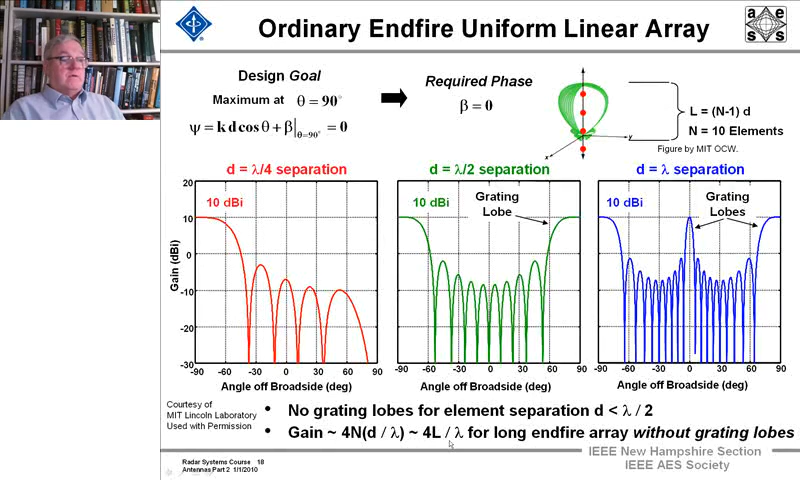 Ordinary Endfire Uniform Linear Array
a e
s s
Design Goal
Maximum at θ = 90°
ψ = k d cos θ + β|θ=90° = 0
Required Phase
β = 0
x
y
L = (N-1) d
N = 10 Elements
Figure by MIT OCW.
d = λ/4 separation
d = λ/2 separation
d = λ separation
Gain (dBi)
20
10
0
-10
-20
-30
10 dBi
-90 -60 -30 0 30 60 90
Angle off Broadside (deg)
10 dBi
Grating
Lobe
-90 -60 -30 0 30 60 90
Angle off Broadside (deg)
10 dBi
Grating
Lobes
-90 -60 -30 0 30 60 90
Angle off Broadside (deg)
Courtesy of
MIT Lincoln Laboratory
Used with Permission
• No grating lobes for element separation d < λ / 2
• Gain ~ 4N(d / λ) ~ 4L / λ for long endfire array without grating lobes
Radar Systems Course 18
Antennas Part 2 1/1/2010
IEEE New Hampshire Section
IEEE AES Society